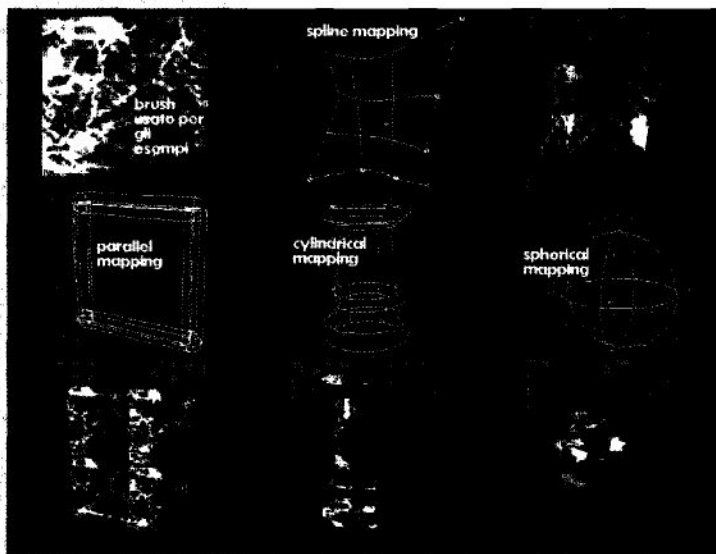 spline mapping
brush
usato per
gli
esempi
parallel
mapping
cylindrical
mapping
spherical
mapping